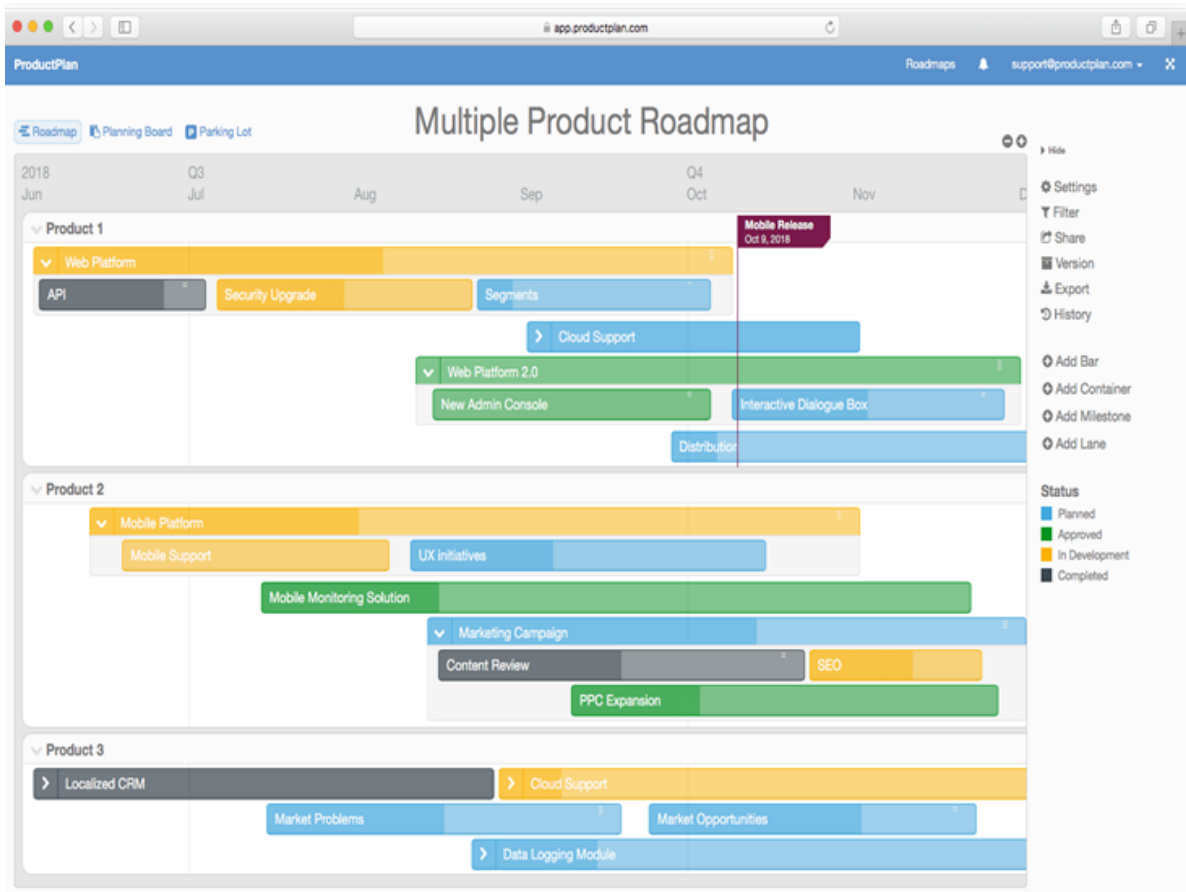 app.productplan.com
ProductPlan
Roadmaps
support@productplan.com
Roadmap
Planning Board
Parking Lot
Multiple Product Roadmap
Hide
2018
Q3
Q4
Jun
Jul
Aug
Sep
Oct
Nov
D
Settings
Filter
Share
Version
Export
History
Add Bar
Add Container
Add Milestone
Add Lane
Status
Planned
Approved
In Development
Completed
Product 1
Mobile Release
Oct 9, 2018
Web Platform
API
Security Upgrade
Segments
Cloud Support
Web Platform 2.0
New Admin Console
Interactive Dialogue Box
Distribution
Product 2
Mobile Platform
Mobile Support
UX initiatives
Mobile Monitoring Solution
Marketing Campaign
Content Review
SEO
PPC Expansion
Product 3
Localized CRM
Cloud Support
Market Problems
Market Opportunities
Data Logging Module